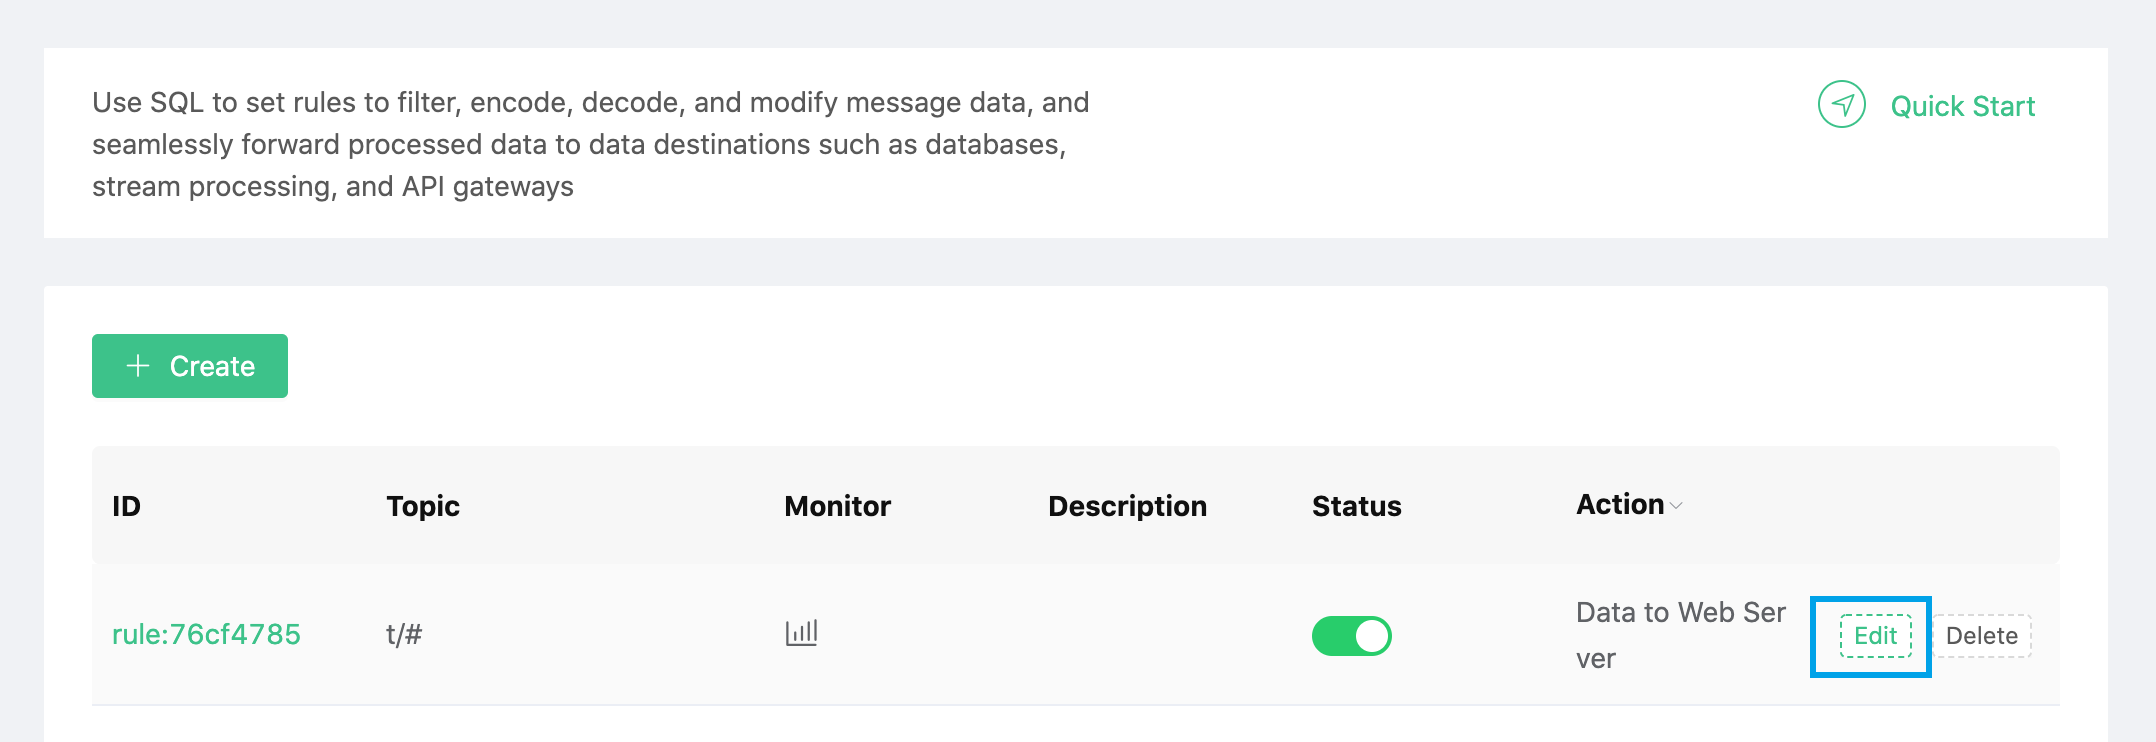 Use SQL to set rules to filter, encode, decode, and modify message data, and
seamlessly forward processed data to data destinations such as databases,
stream processing, and API gateways
Quick Start
Create
ID Topic Monitor Description Status Action
rule:76cf4785 t/# Data to Web Ser
ver
Edit Delete